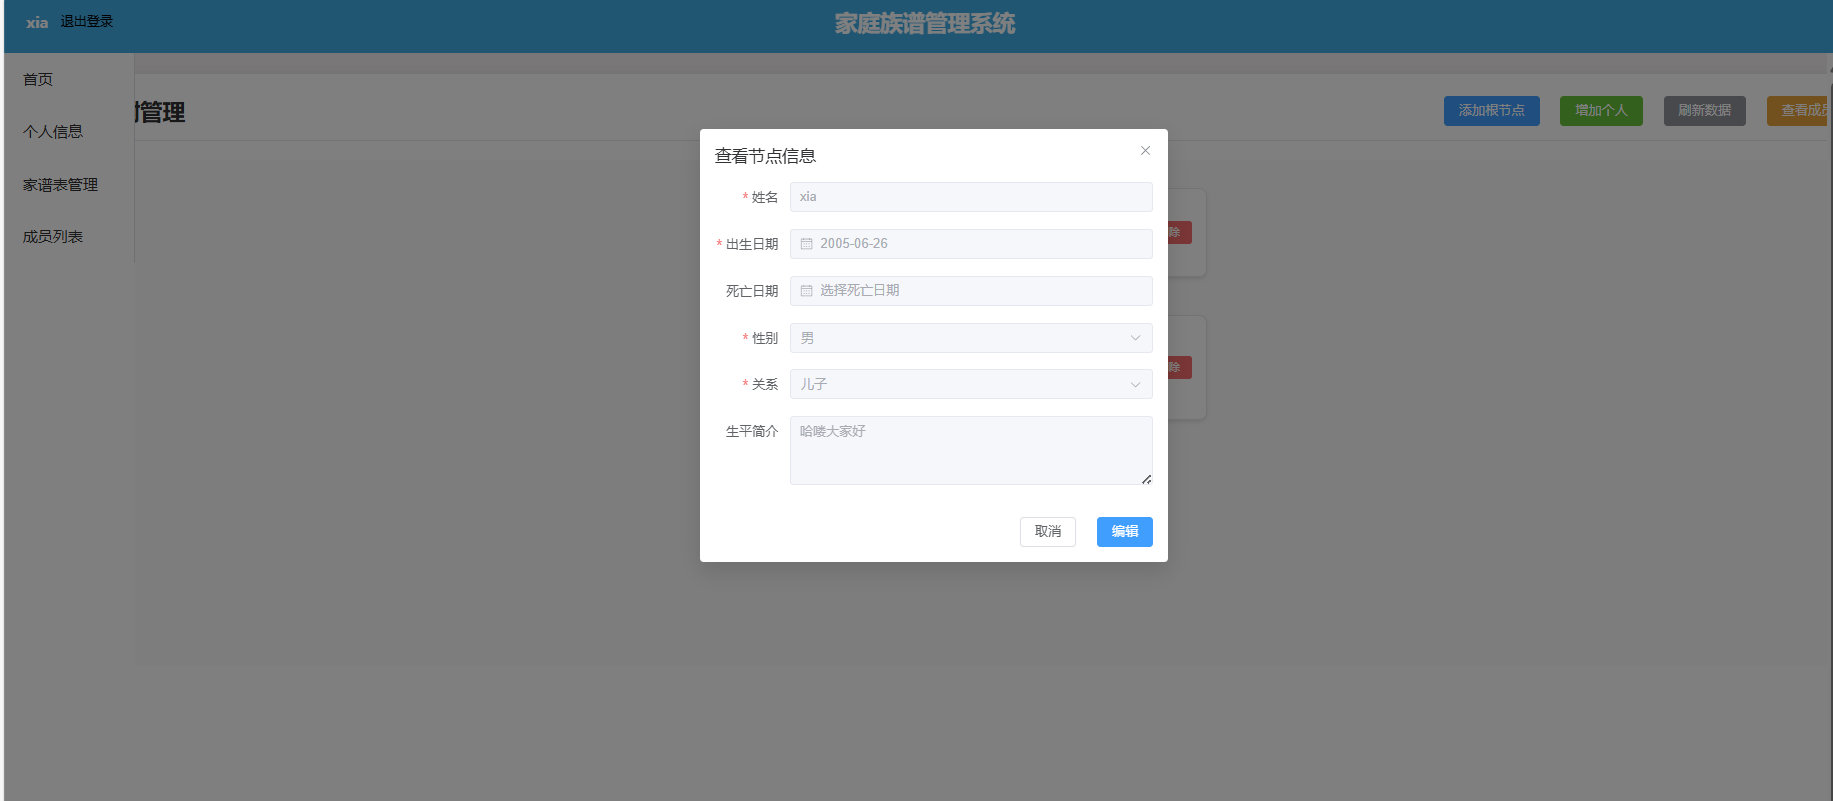 xia 退出登录
家庭族谱管理系统
首页
个人信息
家谱表管理
成员列表
管理
添加根节点
增加个人
刷新数据
查看成
查看节点信息
* 姓名
xia
* 出生日期
2005-06-26
死亡日期
选择死亡日期
* 性别
男
* 关系
儿子
生平简介
哈喽大家好
取消
编辑
除
除